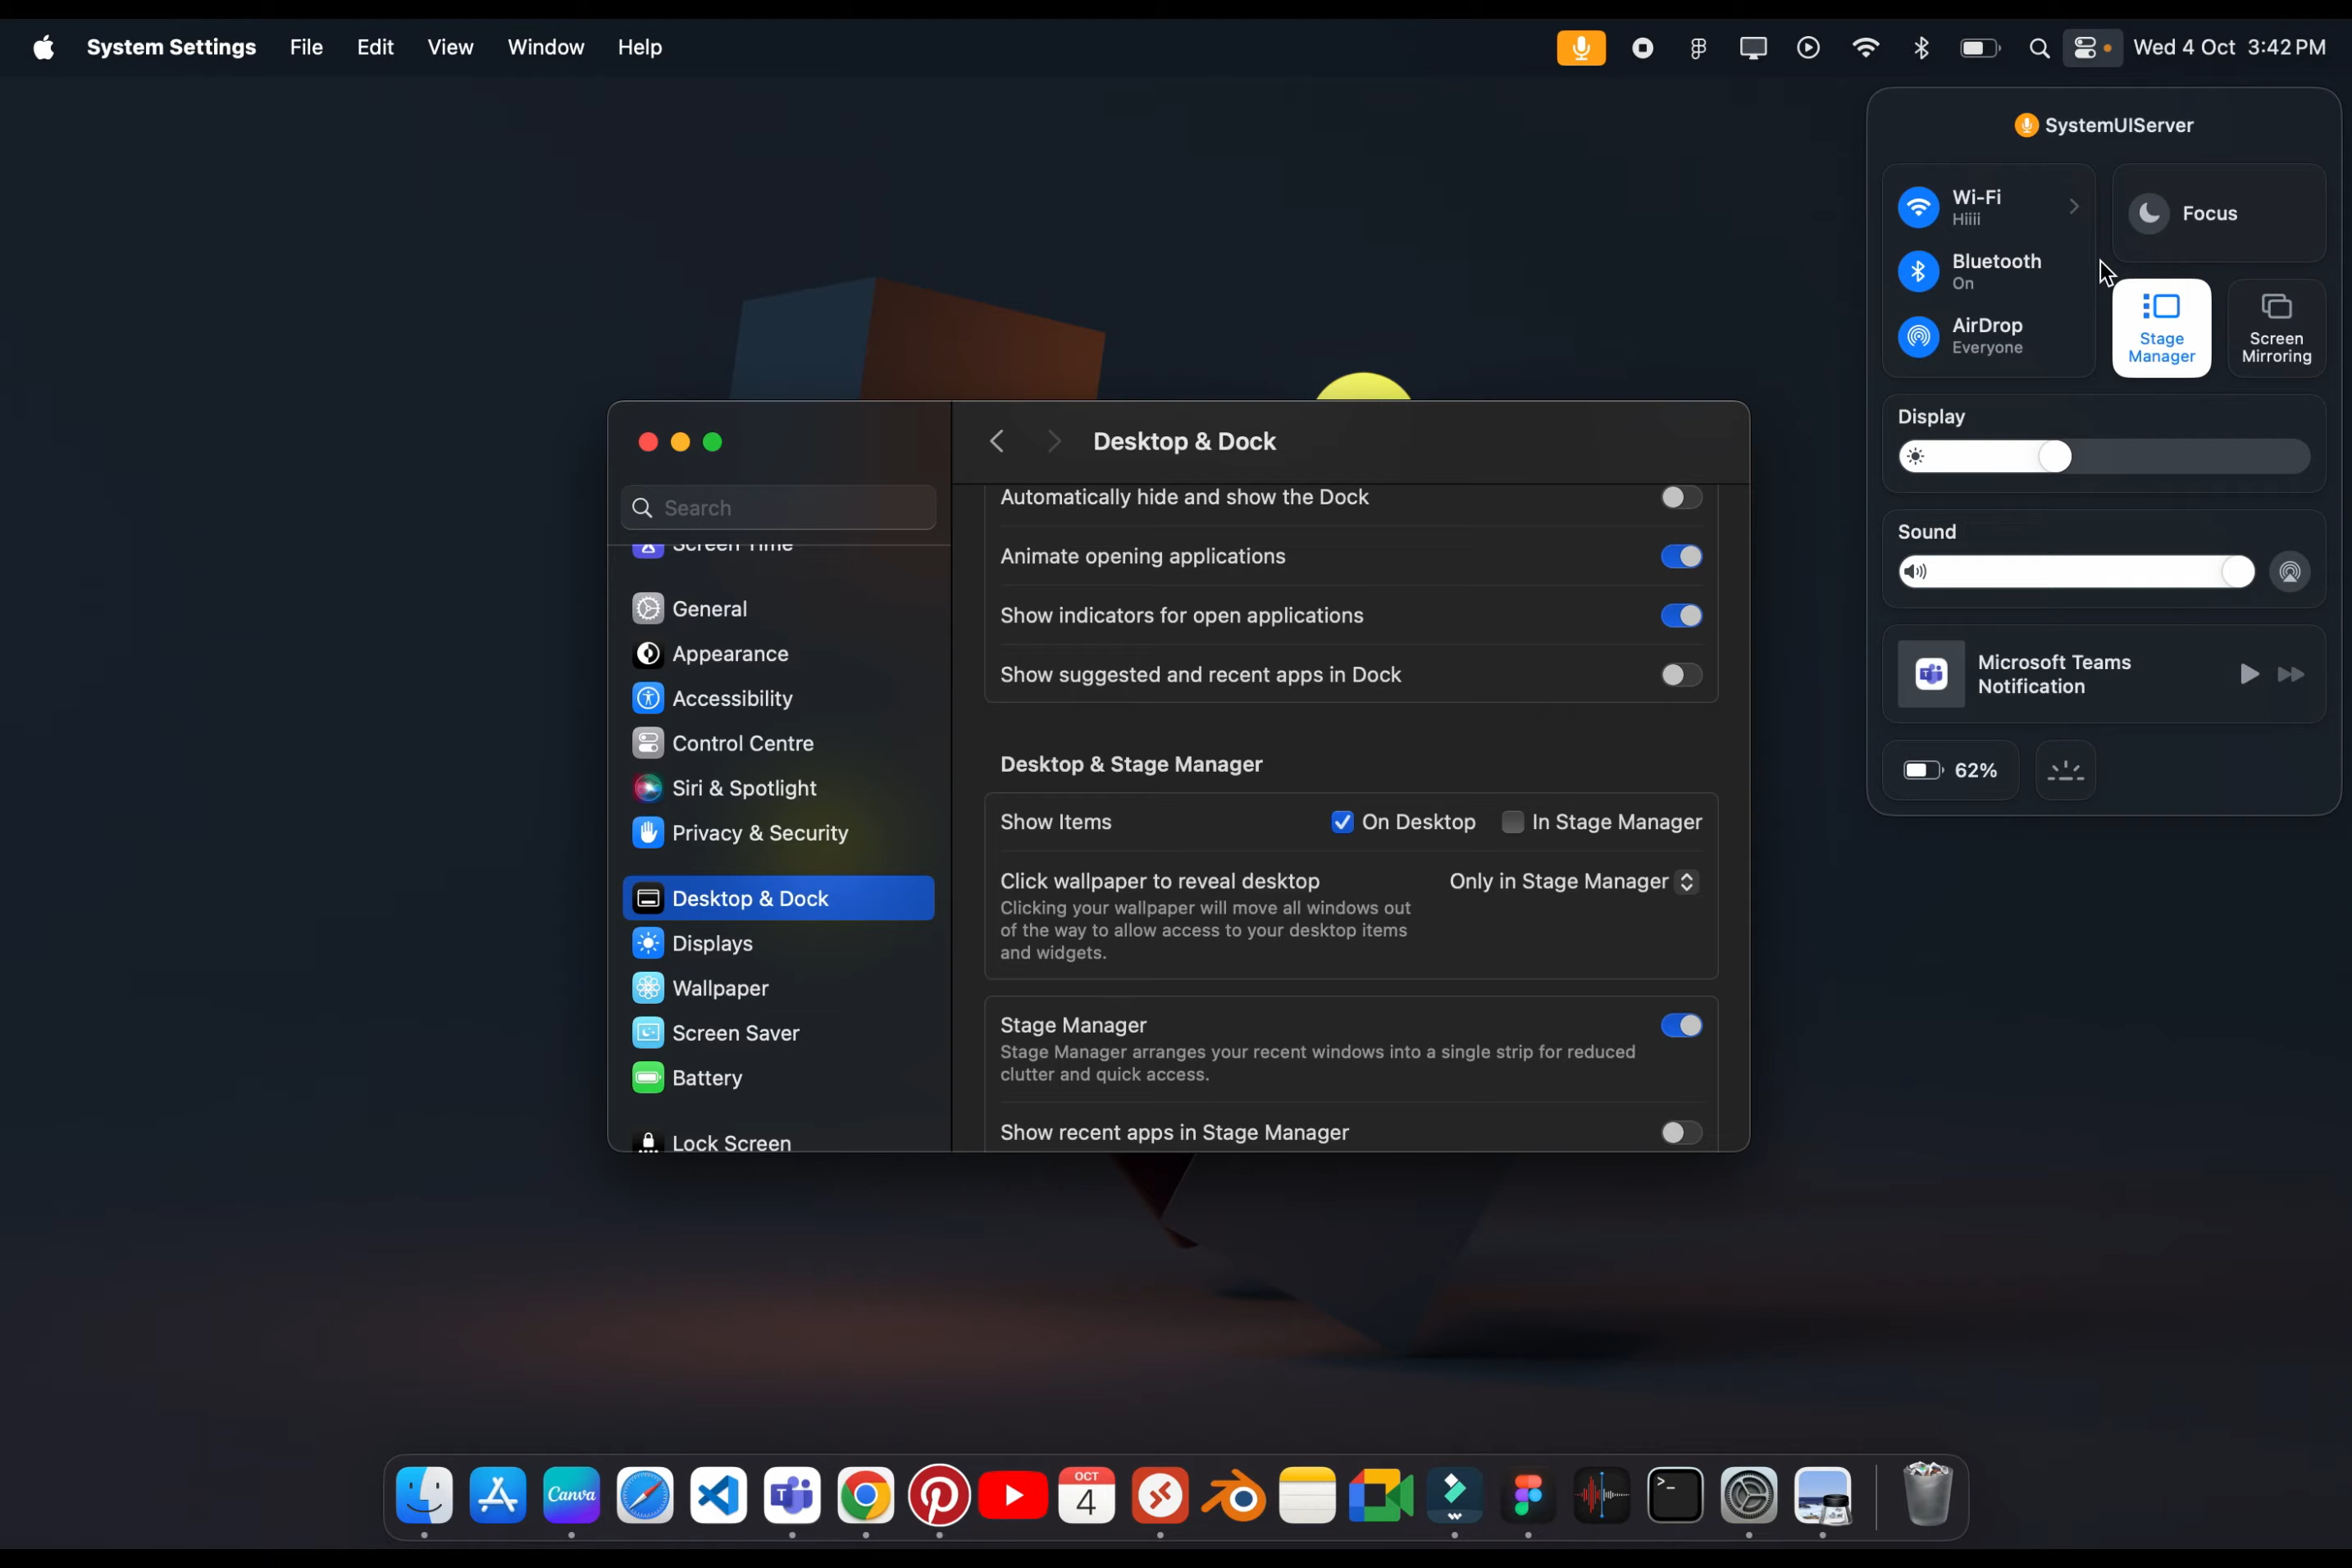 System Settings File Edit View Window Help Wed 4 Oct 3:42 PM
SystemUIServer
Wi-Fi
Hiiii
Focus
Bluetooth
On
AirDrop
Everyone
Stage
Manager
Screen
Mirroring
Display
Sound
Microsoft Teams
Notification
62%
Search
Screen Time
General
Appearance
Accessibility
Control Centre
Siri & Spotlight
Privacy & Security
Desktop & Dock
Displays
Wallpaper
Screen Saver
Battery
Lock Screen
Desktop & Dock
Automatically hide and show the Dock
Animate opening applications
Show indicators for open applications
Show suggested and recent apps in Dock
Desktop & Stage Manager
Show Items On Desktop In Stage Manager
Click wallpaper to reveal desktop Only in Stage Manager
Clicking your wallpaper will move all windows out
of the way to allow access to your desktop items
and widgets.
Stage Manager
Stage Manager arranges your recent windows into a single strip for reduced
clutter and quick access.
Show recent apps in Stage Manager
Canva
T
OCT
4